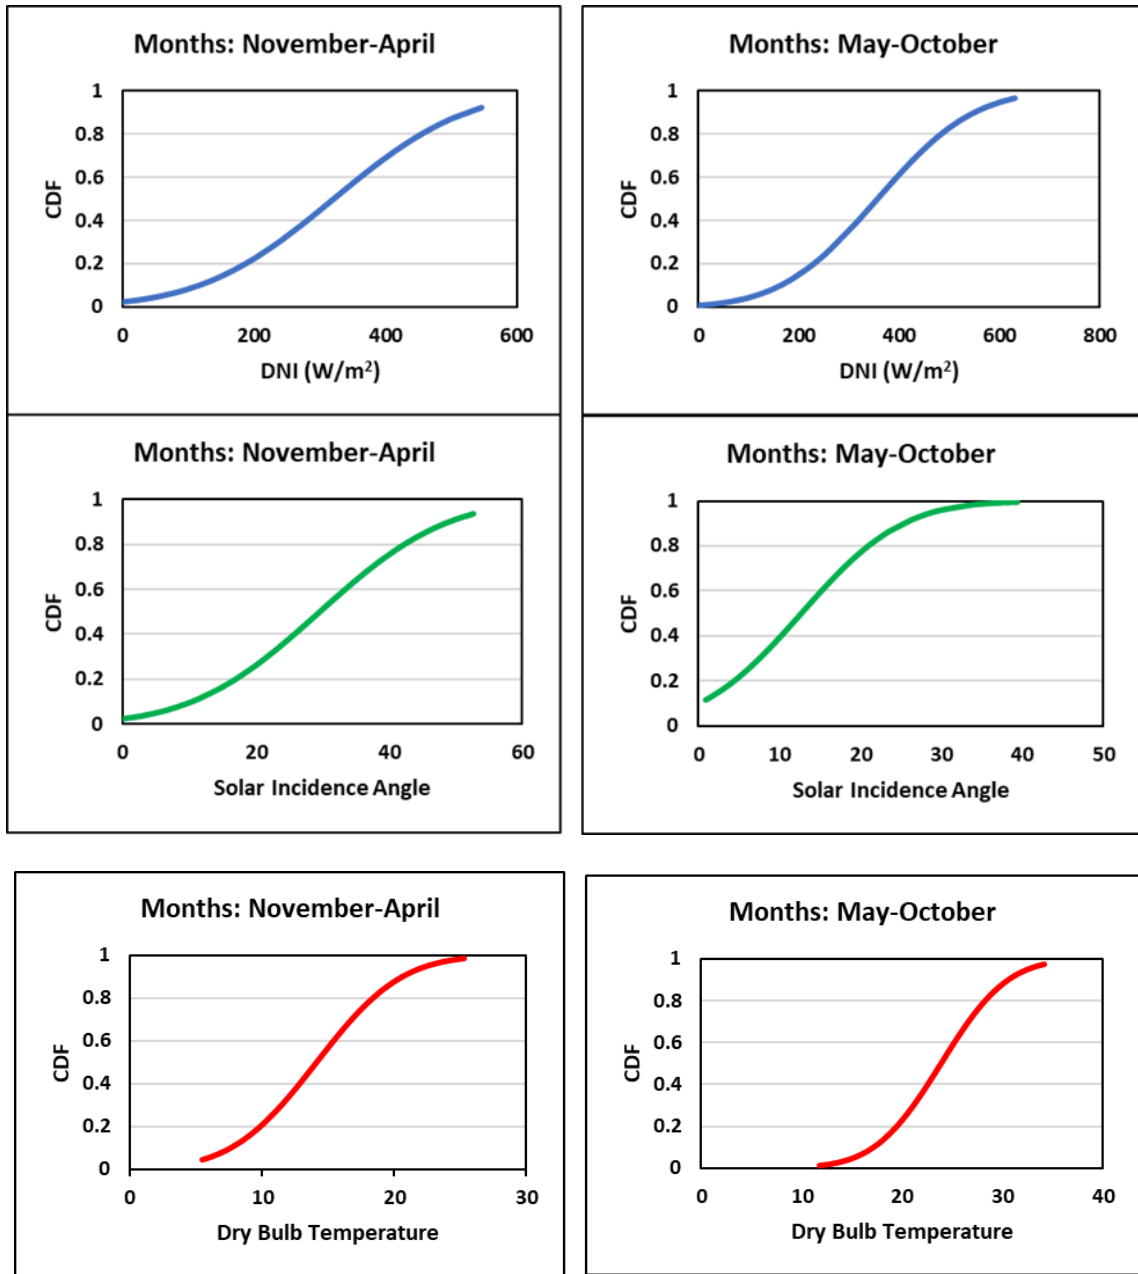 Months: November-April
1
0.8
0.6
0.4
0.2
0
CDF
0 200 400 600
DNI (W/m²)
Months: May-October
1
0.8
0.6
0.4
0.2
0
CDF
0 200 400 600 800
DNI (W/m²)
Months: November-April
1
0.8
0.6
0.4
0.2
0
CDF
0 20 40 60
Solar Incidence Angle
Months: May-October
1
0.8
0.6
0.4
0.2
0
CDF
0 10 20 30 40 50
Solar Incidence Angle
Months: November-April
1
0.8
0.6
0.4
0.2
0
CDF
0 10 20 30
Dry Bulb Temperature
Months: May-October
1
0.8
0.6
0.4
0.2
0
CDF
0 10 20 30 40
Dry Bulb Temperature